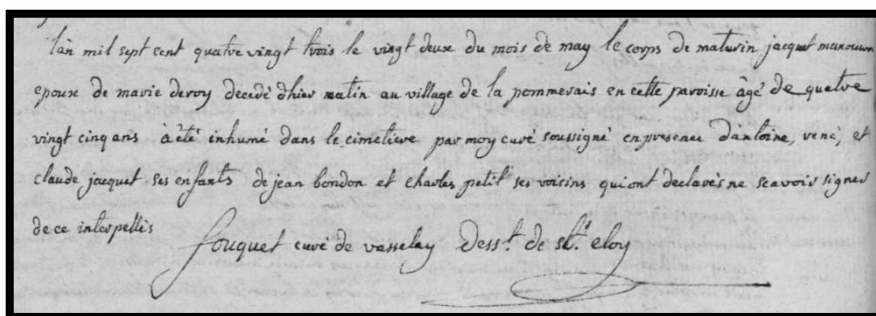 L'an mil sept cent quatre vingt trois le vingt deux du mois de may le corps de maturin jacquet manouvr
epoux de marie deroy decedé d'hier matin au village de la pommerais en cette paroisse âgé de quatre
vingt cinq ans à été inhumé dans le cimetiere par moy curé soussigné en presence d'antoine, rené, et
claude jacquet ses enfants de jean bondon et charles petit ses voisins qui ont declarés ne scavoir signer
de ce interpellés
fouquet curé de vasselay dess.t de st. eloy